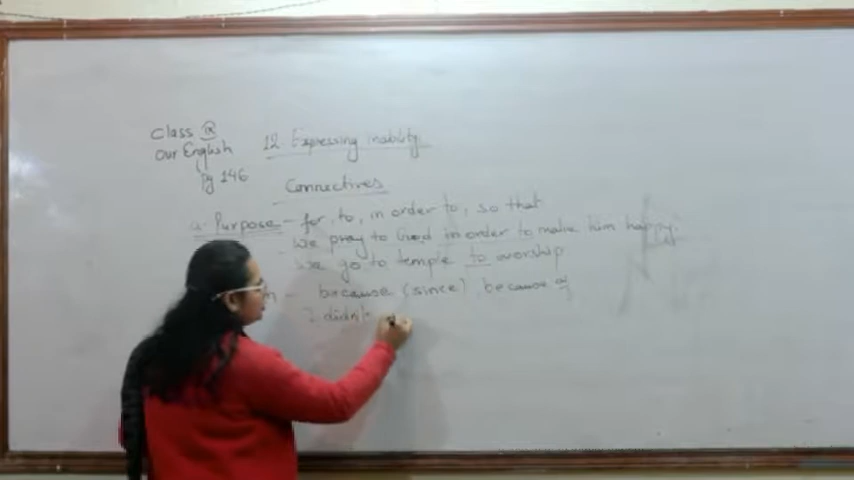 Class 8 12. Expressing inability
Our English
Pg 146
Connectives
a. Purpose - for, to, in order to, so that
- We pray to God in order to make him happy.
- We go to temple to worship
n - because (since), because of
I didn't